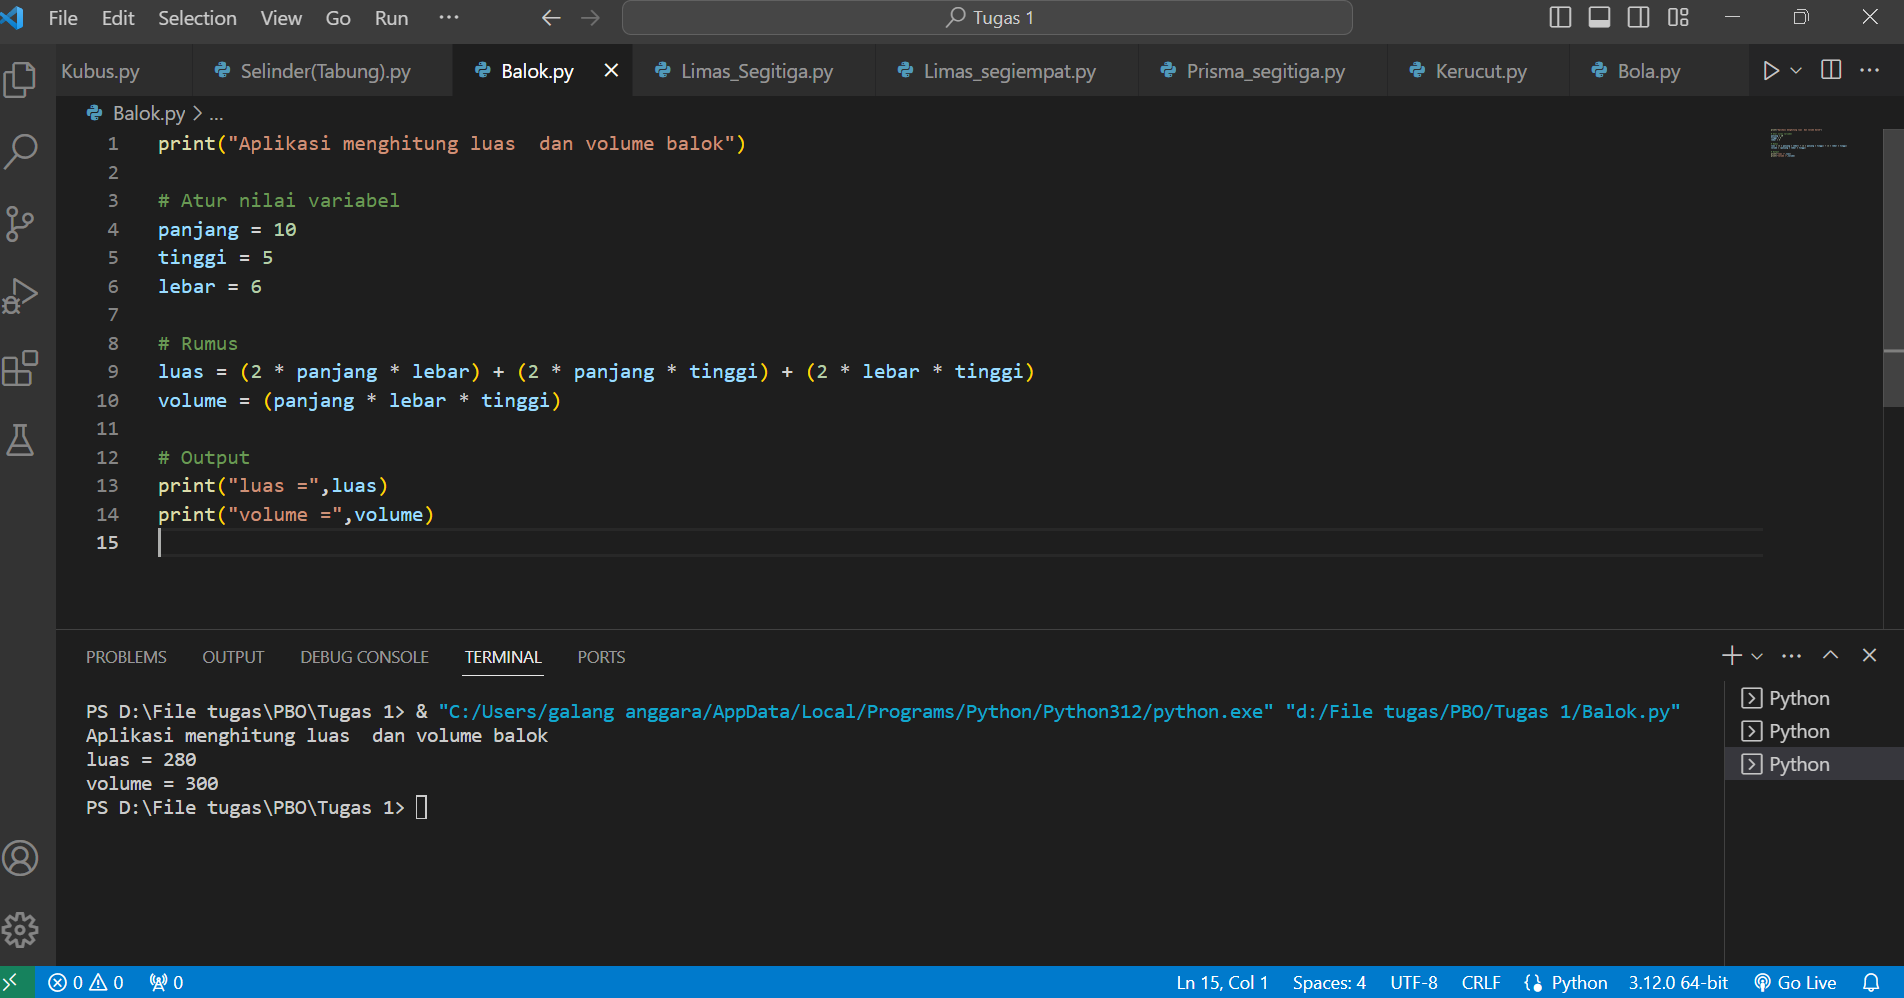 File Edit Selection View Go Run ··· Tugas 1
Kubus.py Selinder(Tabung).py Balok.py Limas_Segitiga.py Limas_segiempat.py Prisma_segitiga.py Kerucut.py Bola.py
Balok.py > ...
1 print("Aplikasi menghitung luas  dan volume balok")
2
3 # Atur nilai variabel
4 panjang = 10
5 tinggi = 5
6 lebar = 6
7
8 # Rumus
9 luas = (2 * panjang * lebar) + (2 * panjang * tinggi) + (2 * lebar * tinggi)
10 volume = (panjang * lebar * tinggi)
11
12 # Output
13 print("luas =",luas)
14 print("volume =",volume)
15
PROBLEMS OUTPUT DEBUG CONSOLE TERMINAL PORTS
PS D:\File tugas\PBO\Tugas 1> & "C:/Users/galang anggara/AppData/Local/Programs/Python/Python312/python.exe" "d:/File tugas/PBO/Tugas 1/Balok.py"
Aplikasi menghitung luas  dan volume balok
luas = 280
volume = 300
PS D:\File tugas\PBO\Tugas 1>
Python
Python
Python
0 0 0 Ln 15, Col 1 Spaces: 4 UTF-8 CRLF Python 3.12.0 64-bit Go Live